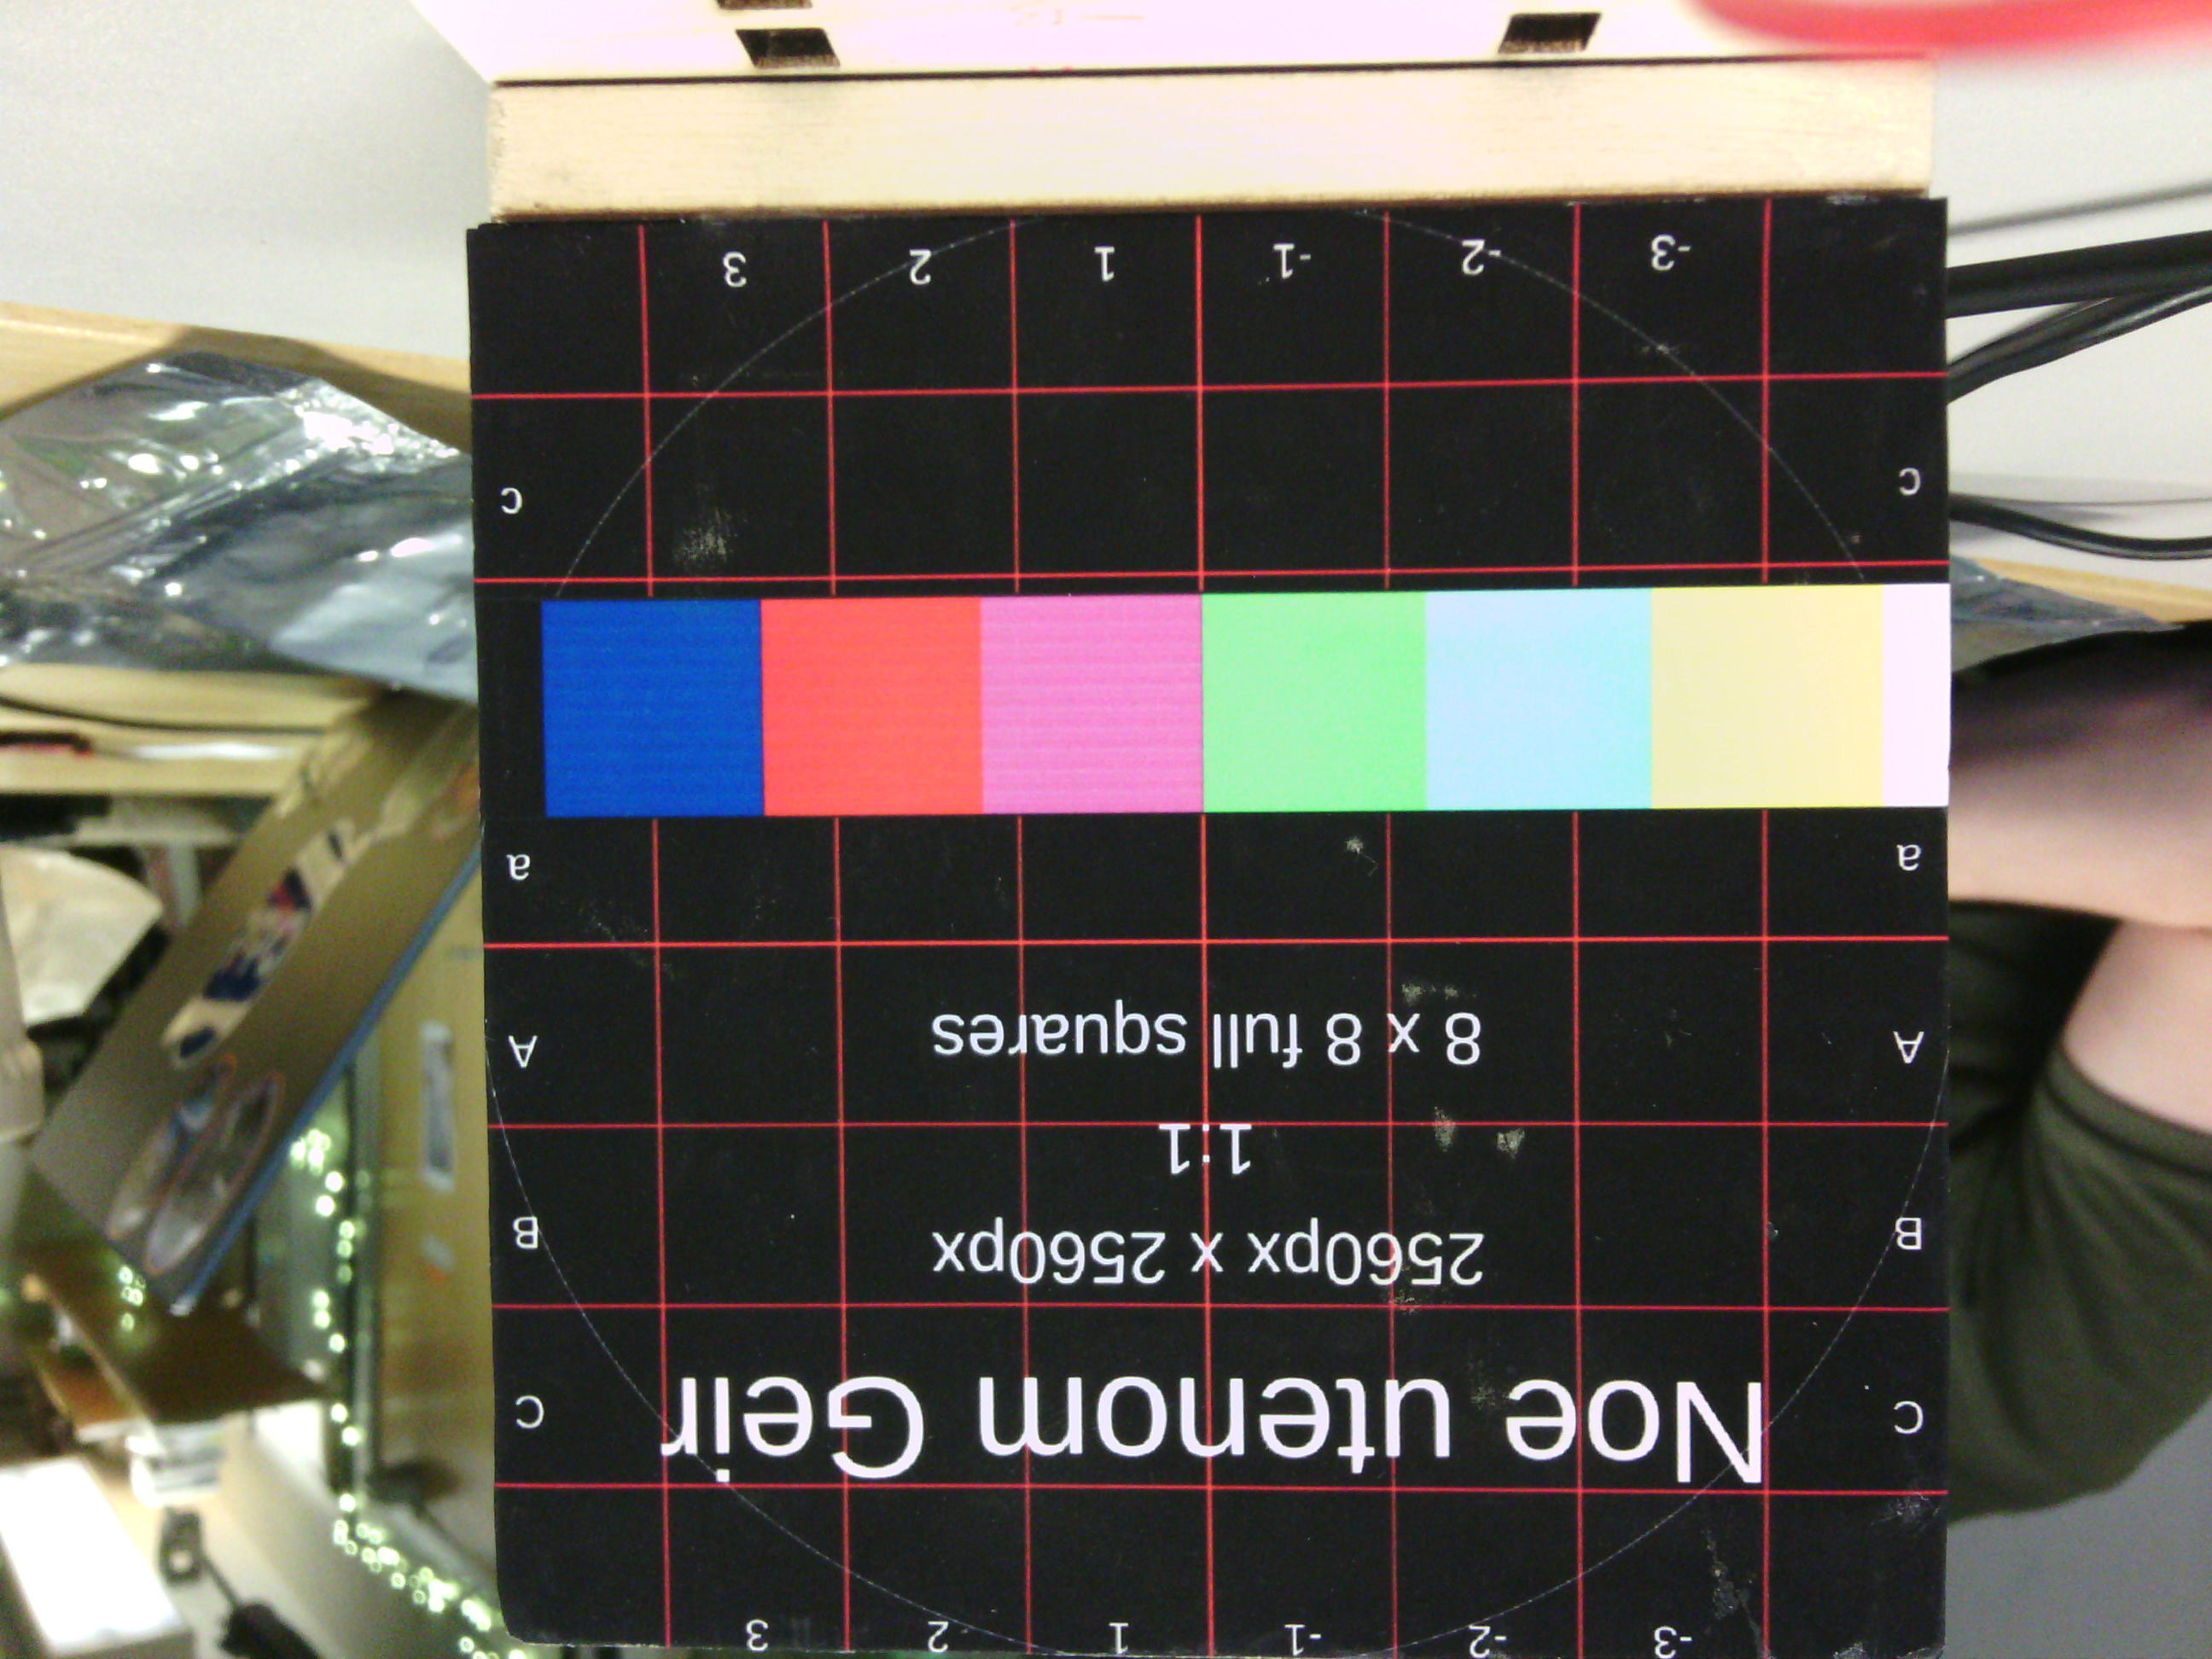 -3 -2 -1 1 2 3
C Noe utenom Geir C
B 2560px x 2560px B
1:1
A 8 x 8 full squares A
a a
c c
-3 -2 -1 1 2 3